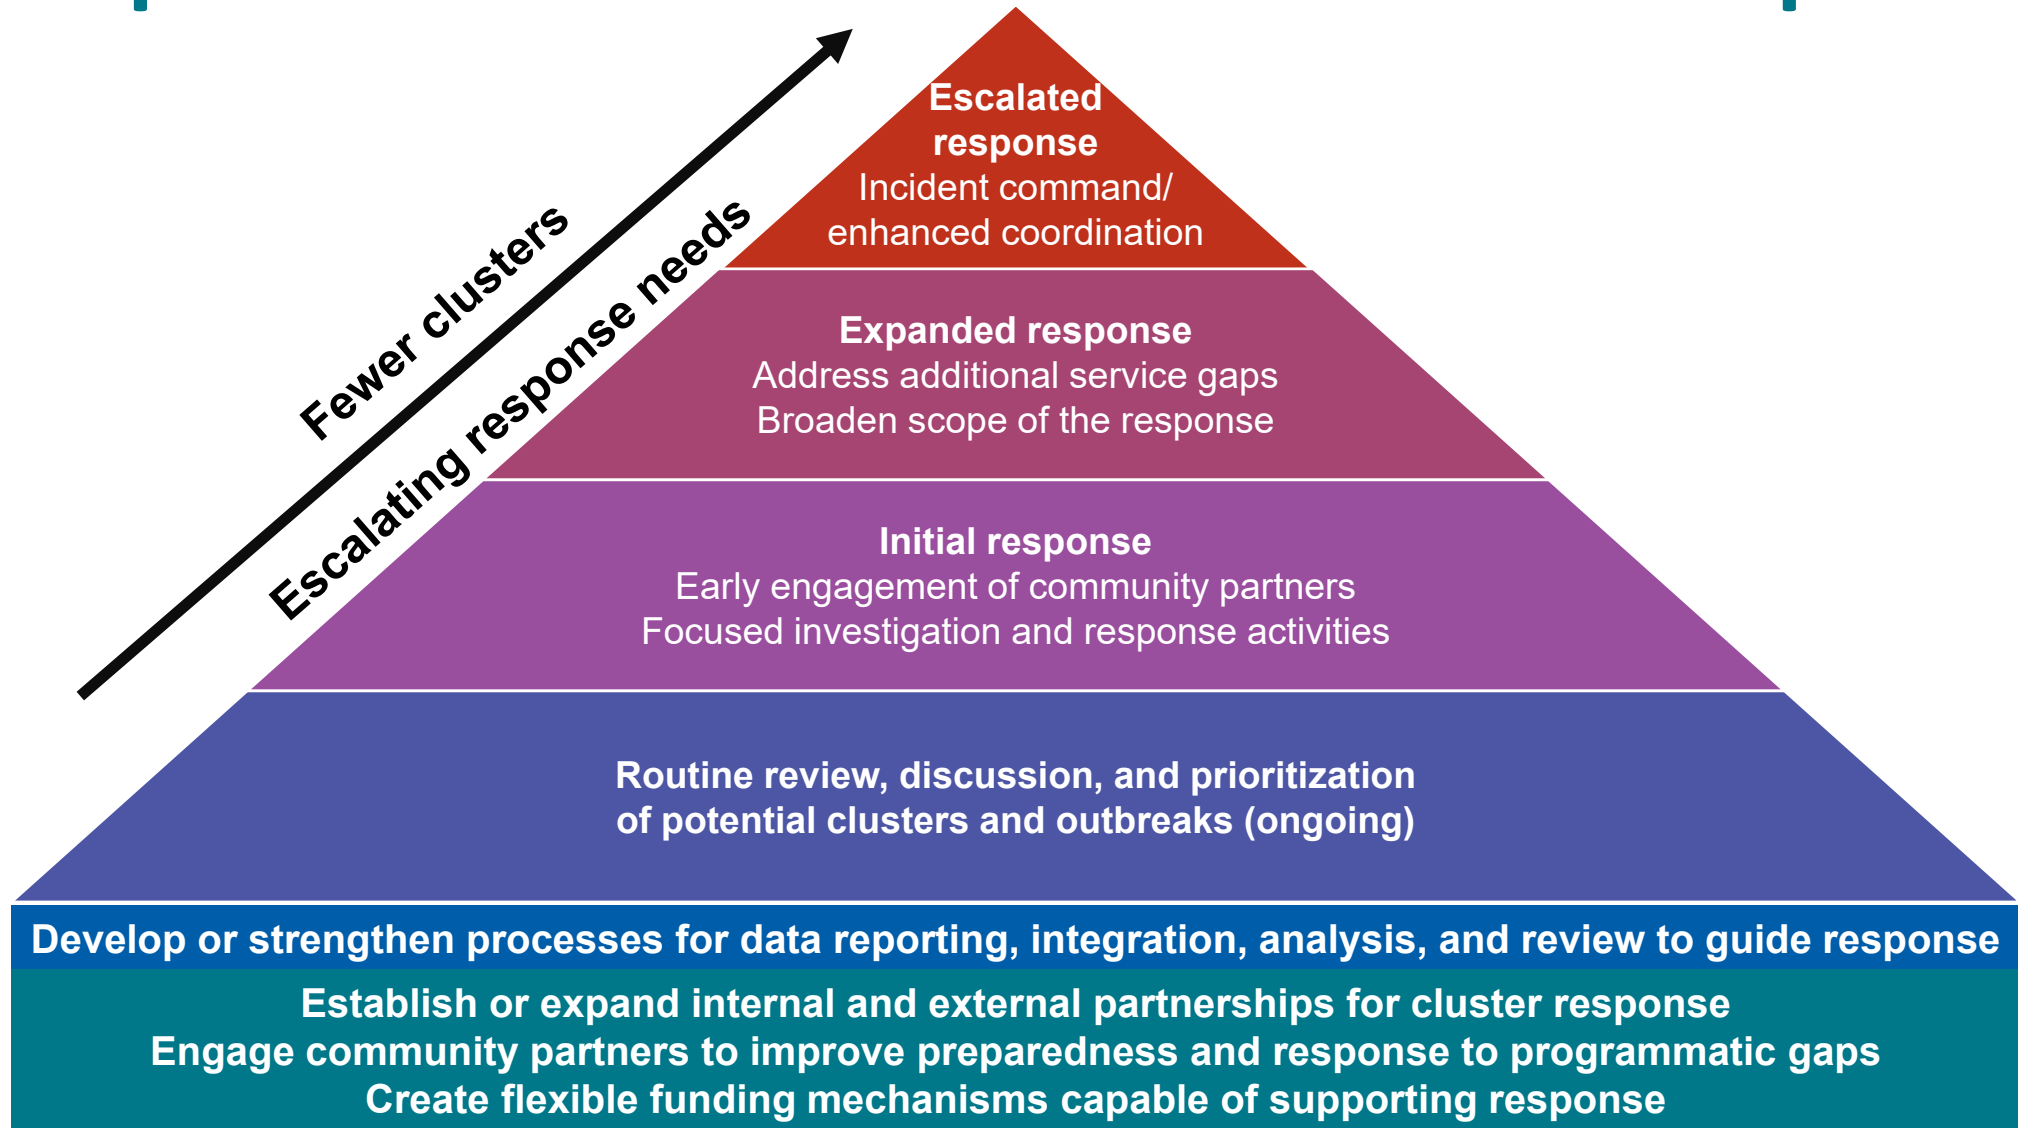 Escalated
response
Incident command/
enhanced coordination
Fewer clusters
Escalating response needs
Expanded response
Address additional service gaps
Broaden scope of the response
Initial response
Early engagement of community partners
Focused investigation and response activities
Routine review, discussion, and prioritization
of potential clusters and outbreaks (ongoing)
Develop or strengthen processes for data reporting, integration, analysis, and review to guide response
Establish or expand internal and external partnerships for cluster response
Engage community partners to improve preparedness and response to programmatic gaps
Create flexible funding mechanisms capable of supporting response